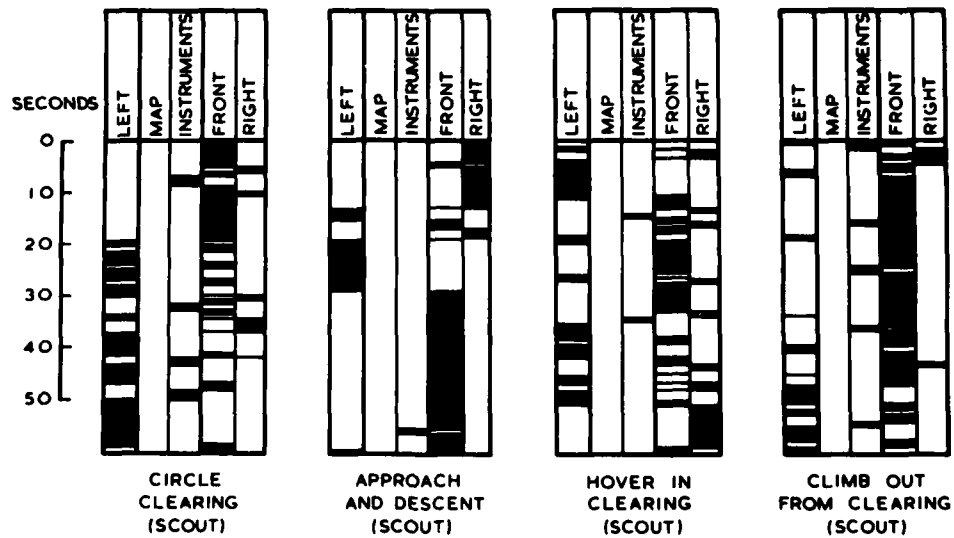 SECONDS
LEFT
MAP
INSTRUMENTS
FRONT
RIGHT
LEFT
MAP
INSTRUMENTS
FRONT
RIGHT
LEFT
MAP
INSTRUMENTS
FRONT
RIGHT
LEFT
MAP
INSTRUMENTS
FRONT
RIGHT
0
10
20
30
40
50
CIRCLE
CLEARING
(SCOUT)
APPROACH
AND DESCENT
(SCOUT)
HOVER IN
CLEARING
(SCOUT)
CLIMB OUT
FROM CLEARING
(SCOUT)